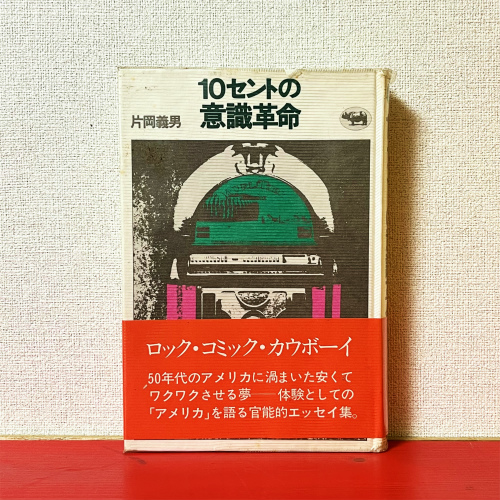 10セントの
意識革命
片岡義男
ロック・コミック・カウボーイ
50年代のアメリカに渦まいた安くて
ワクワクさせる夢──体験としての
「アメリカ」を語る官能的エッセイ集。